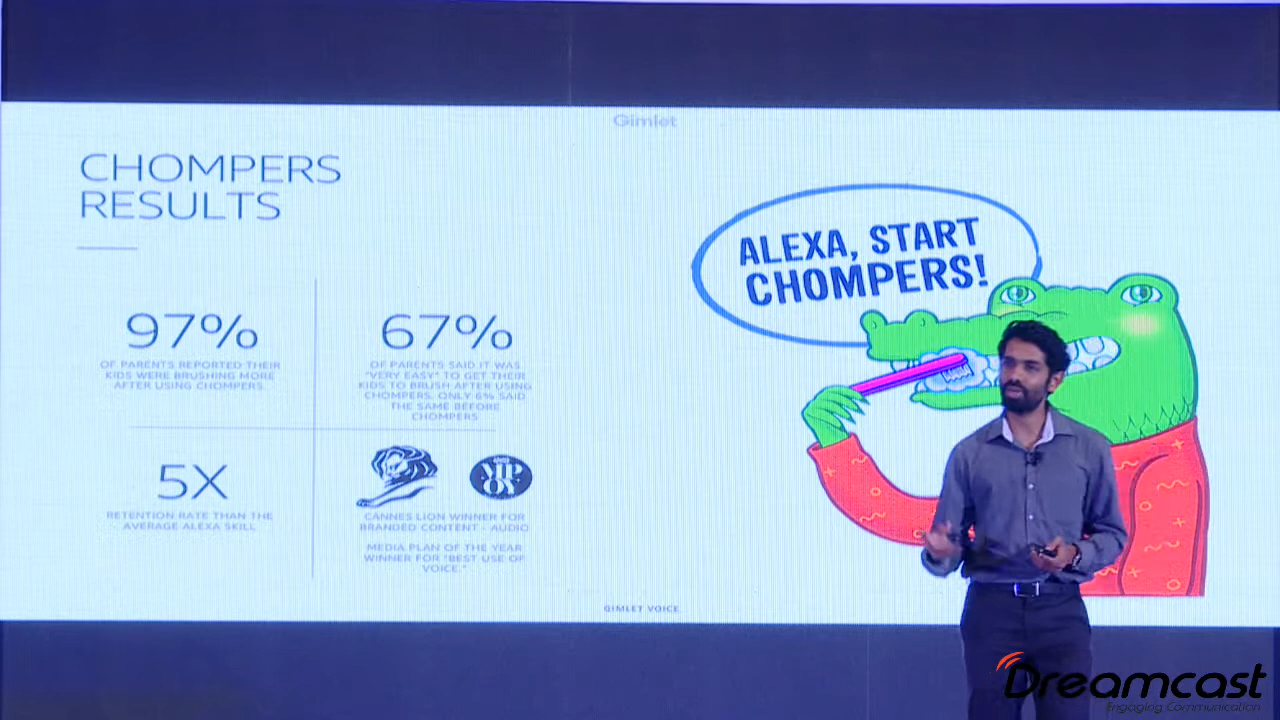 Gimlet
CHOMPERS
RESULTS
ALEXA, START
CHOMPERS!
97%
OF PARENTS REPORTED THEIR
KIDS WERE BRUSHING MORE
AFTER USING CHOMPERS
67%
OF PARENTS SAID IT WAS
"VERY EASY" TO GET THEIR
KIDS TO BRUSH AFTER USING
CHOMPERS. ONLY 6% SAID
THE SAME BEFORE
CHOMPERS
5X
RETENTION RATE THAN THE
AVERAGE ALEXA SKILL
MP
OY
CANNES LION WINNER FOR
BRANDED CONTENT - AUDIO
MEDIA PLAN OF THE YEAR
WINNER FOR "BEST USE OF
VOICE."
GIMLET VOICE
Dreamcast
Engaging Communication